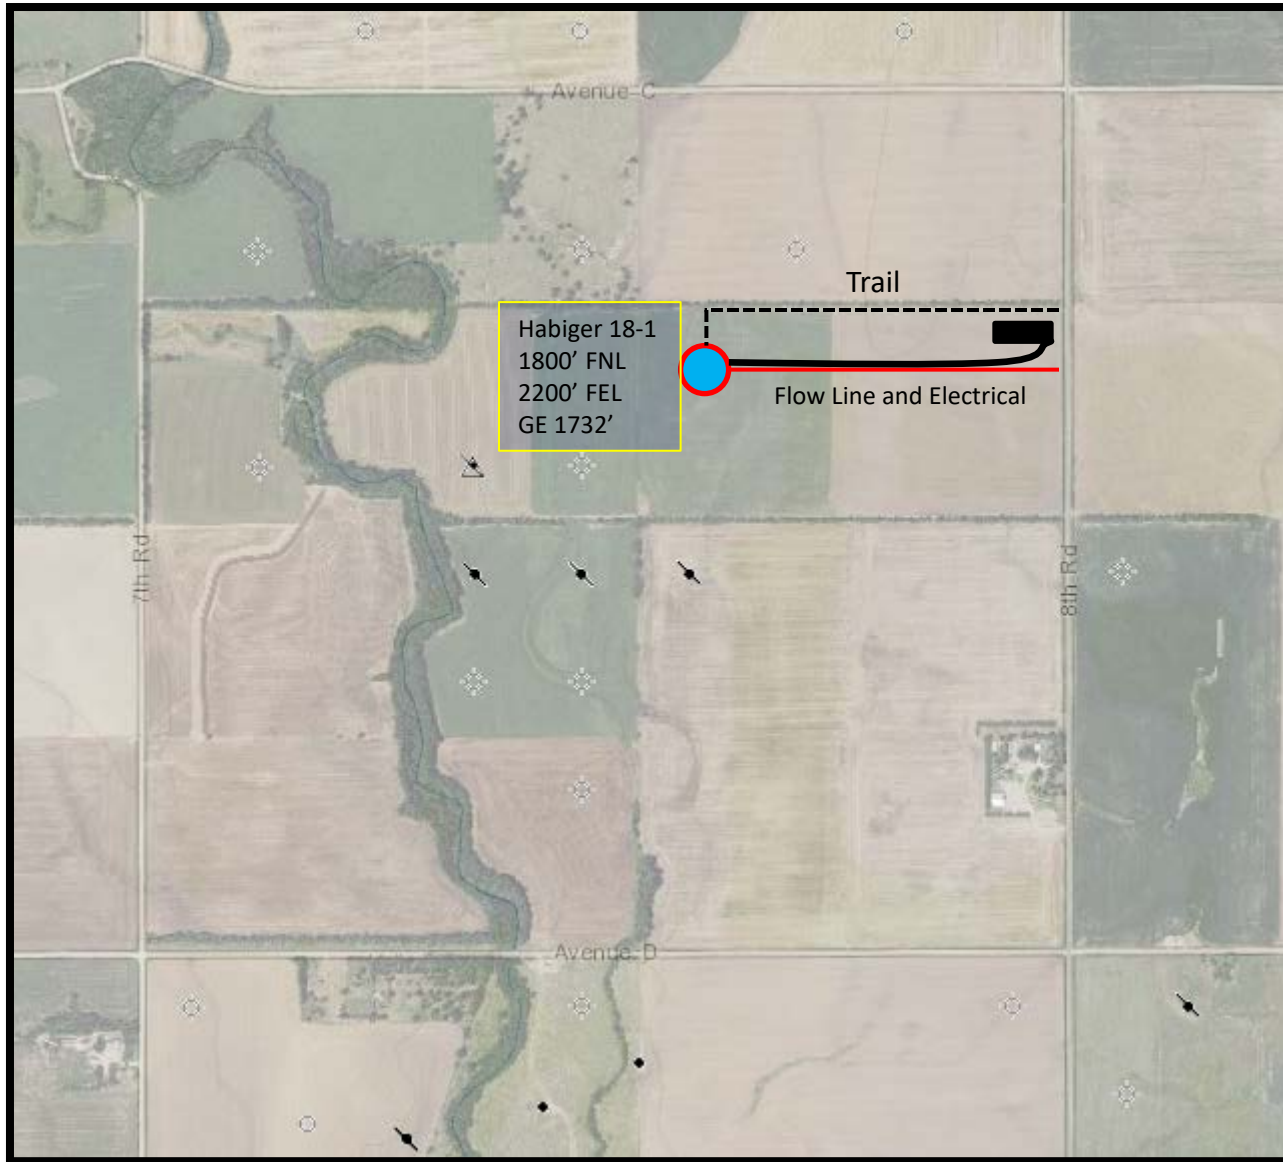 Avenue C
Trail
Habiger 18-1
1800’ FNL
2200’ FEL
GE 1732’
Flow Line and Electrical
7th Rd
8th Rd
Avenue D